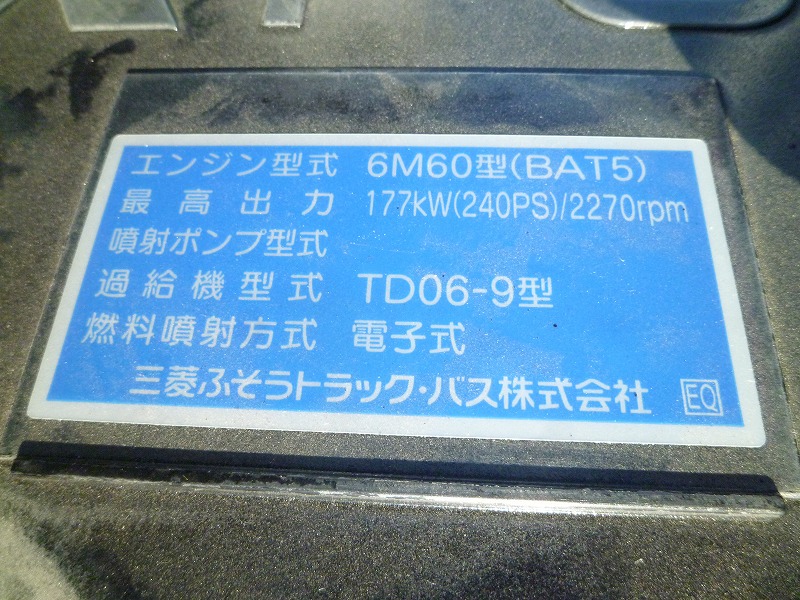 エンジン型式 6M60型(BAT5)
最高出力 177kW(240PS)/2270rpm
噴射ポンプ型式
過給機型式 TD06-9型
燃料噴射方式 電子式
三菱ふそうトラック・バス株式会社 EQ